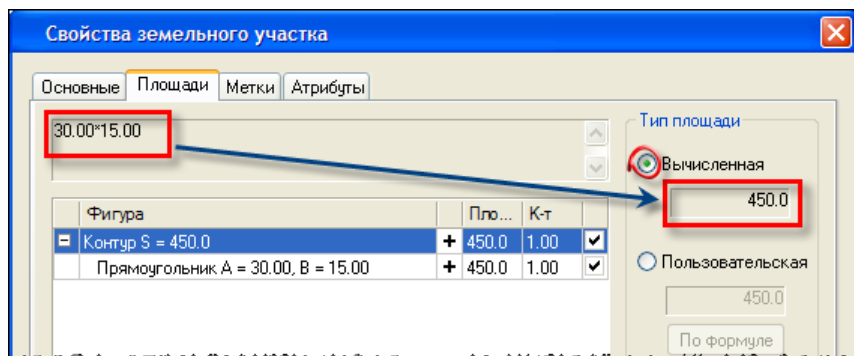 Свойства земельного участка
Основные Площади Метки Атрибуты
30.00*15.00
Тип площади
Вычисленная
450.0
Фигура Пло... К-т
Контур S = 450.0 + 450.0 1.00
Прямоугольник A = 30.00, B = 15.00 + 450.0 1.00
Пользовательская
450.0
По формуле